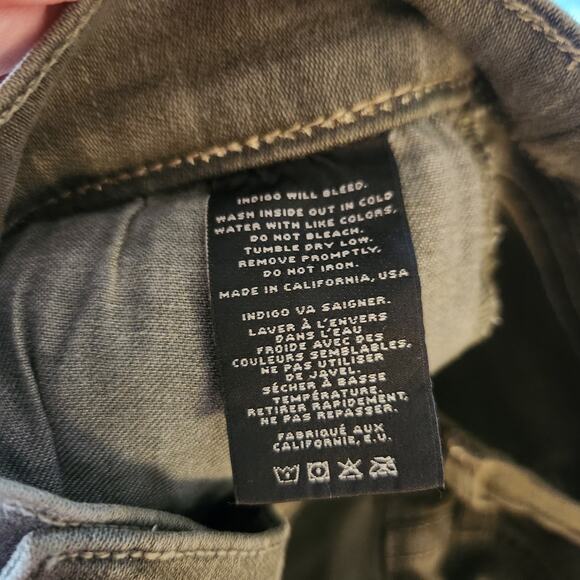 INDIGO WILL BLEED.
WASH INSIDE OUT IN COLD
WATER WITH LIKE COLORS.
DO NOT BLEACH.
TUMBLE DRY LOW.
REMOVE PROMPTLY.
DO NOT IRON.
MADE IN CALIFORNIA, USA
INDIGO VA SAIGNER.
LAVER À L'ENVERS
DANS L'EAU
FROIDE AVEC DES
COULEURS SEMBLABLES.
NE PAS UTILISER
DE JAVEL.
SÉCHER À BASSE
TEMPÉRATURE.
RETIRER RAPIDEMENT.
NE PAS REPASSER.
FABRIQUÉ AUX
CALIFORNIE, E.U.